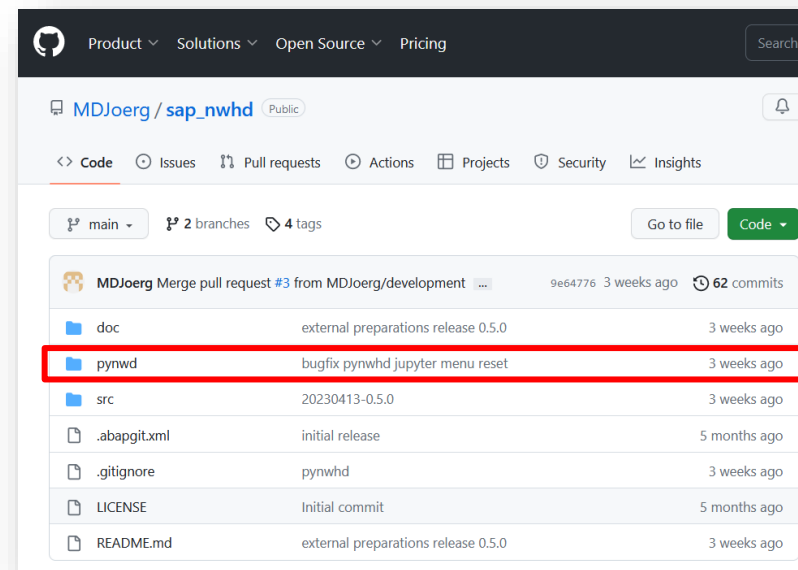 Product Solutions Open Source Pricing Search
MDJoerg / sap_nwhd Public
Code Issues Pull requests Actions Projects Security Insights
main 2 branches 4 tags Go to file Code
MDJoerg Merge pull request #3 from MDJoerg/development ... 9e64776 3 weeks ago 62 commits
doc external preparations release 0.5.0 3 weeks ago
pynwd bugfix pynwhd jupyter menu reset 3 weeks ago
src 20230413-0.5.0 3 weeks ago
.abapgit.xml initial release 5 months ago
.gitignore pynwhd 3 weeks ago
LICENSE Initial commit 5 months ago
README.md external preparations release 0.5.0 3 weeks ago